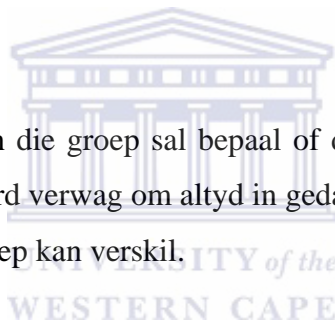 die groep sal bepaal of
rd verwag om altyd in geda
ep kan verskil.
UNIVERSITY of the
WESTERN CAPE